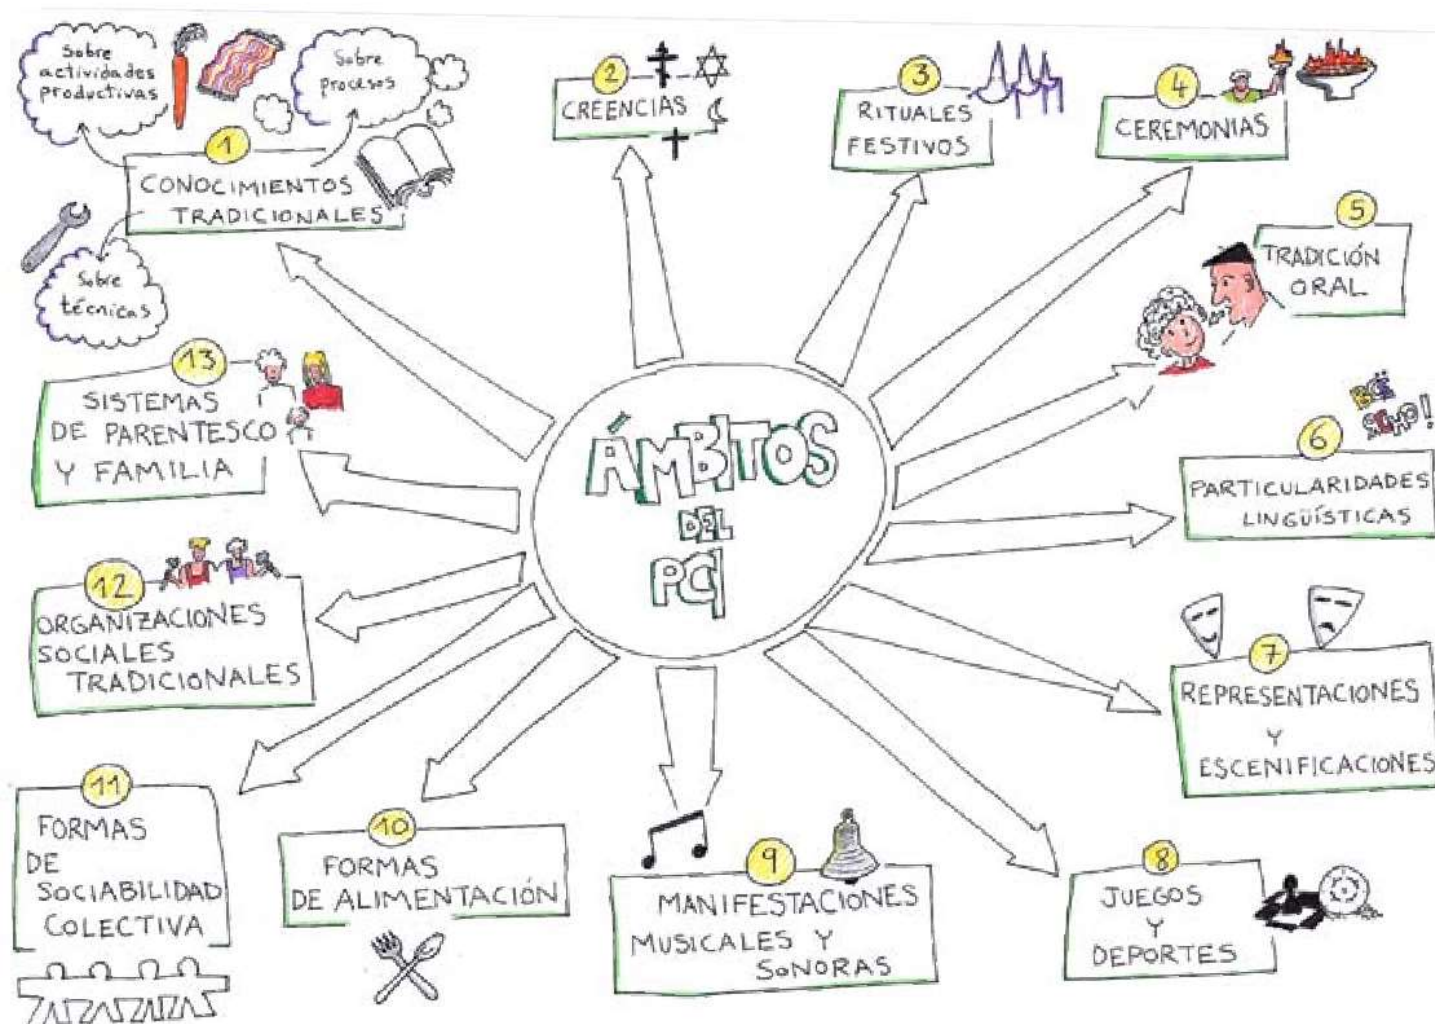 ÁMBITOS
DEL
PCI
1
CONOCIMIENTOS
TRADICIONALES
Sobre
actividades
productivas
Sobre
procesos
Sobre
técnicas
2
CREENCIAS
3
RITUALES
FESTIVOS
4
CEREMONIAS
5
TRADICIÓN
ORAL
6
PARTICULARIDADES
LINGÜÍSTICAS
7
REPRESENTACIONES
Y
ESCENIFICACIONES
8
JUEGOS
Y
DEPORTES
9
MANIFESTACIONES
MUSICALES Y
SONORAS
10
FORMAS
DE ALIMENTACIÓN
11
FORMAS
DE
SOCIABILIDAD
COLECTIVA
12
ORGANIZACIONES
SOCIALES
TRADICIONALES
13
SISTEMAS
DE PARENTESCO
Y FAMILIA